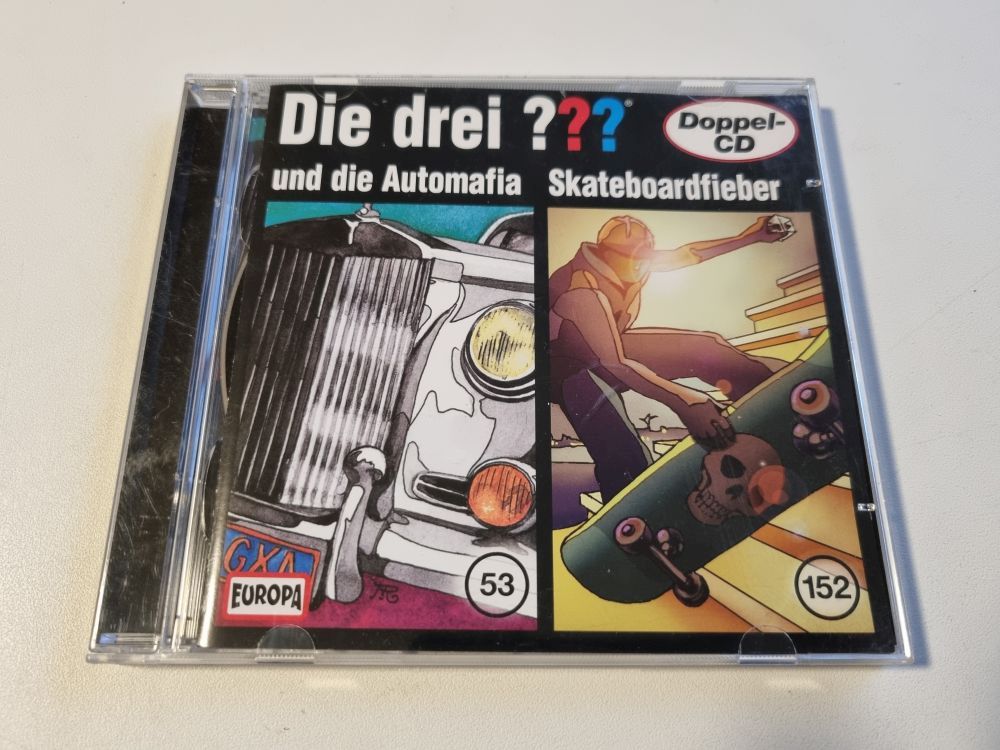 Die drei ???®
Doppel-
CD
und die Automafia
Skateboardfieber
GXA
EUROPA
53
152